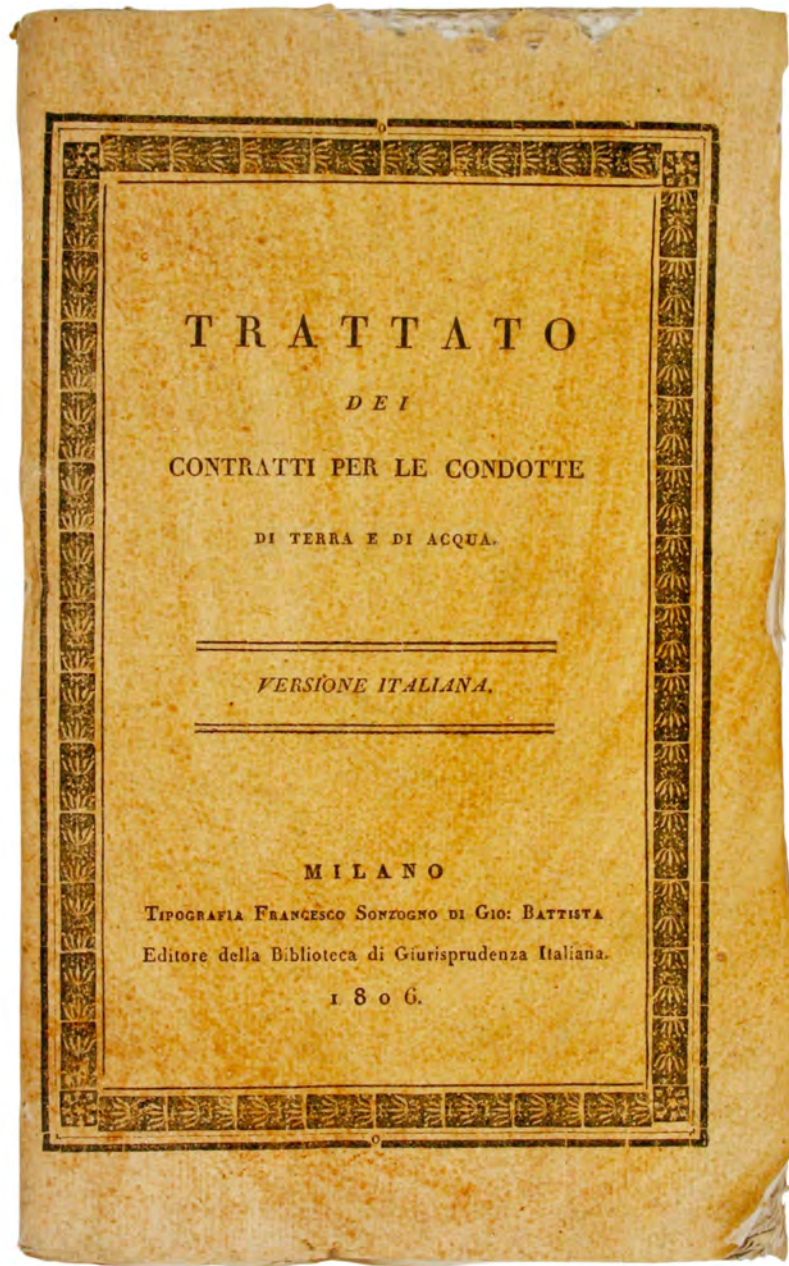 TRATTATO
DEI
CONTRATTI PER LE CONDOTTE
DI TERRA E DI ACQUA.
VERSIONE ITALIANA.
MILANO
TIPOGRAFIA FRANCESCO SONZOGNO DI GIO: BATTISTA
Editore della Biblioteca di Giurisprudenza Italiana.
1806.